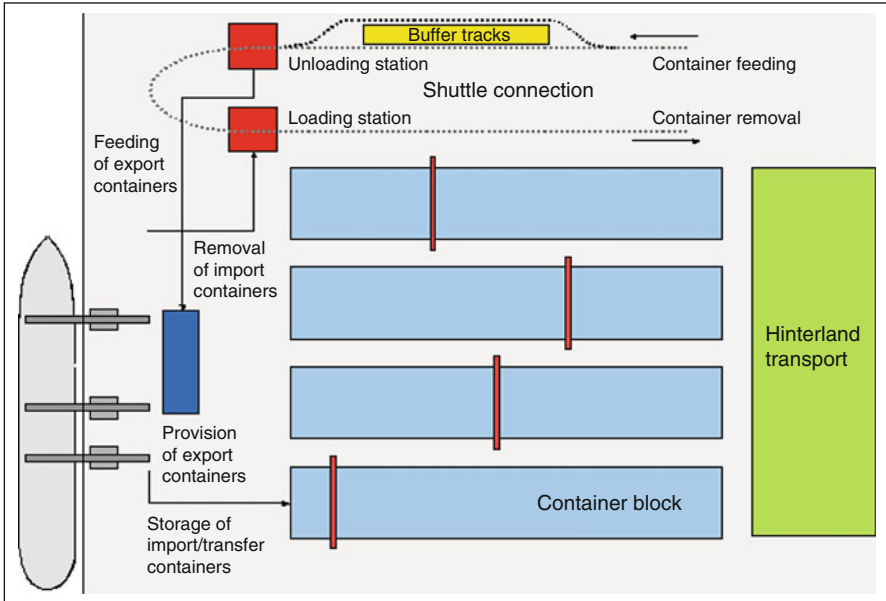 Buffer tracks
Unloading station
Container feeding
Shuttle connection
Loading station
Container removal
Feeding
of export
containers
Removal
of import
containers
Hinterland
transport
Provision
of export
containers
Container block
Storage of
import/transfer
containers